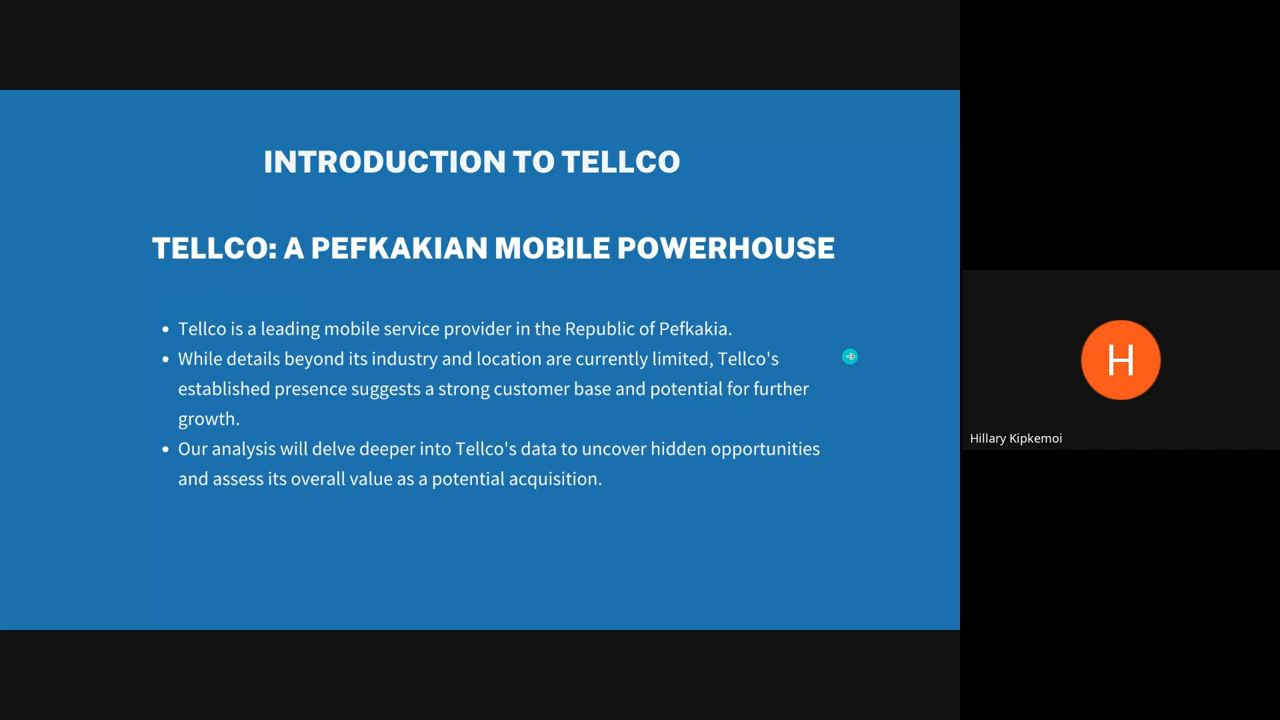 INTRODUCTION TO TELLCO
TELLCO: A PEFKAKIAN MOBILE POWERHOUSE
• Tellco is a leading mobile service provider in the Republic of Pefkakia.
• While details beyond its industry and location are currently limited, Tellco's
established presence suggests a strong customer base and potential for further
growth.
• Our analysis will delve deeper into Tellco's data to uncover hidden opportunities
and assess its overall value as a potential acquisition.
H
Hillary Kipkemoi